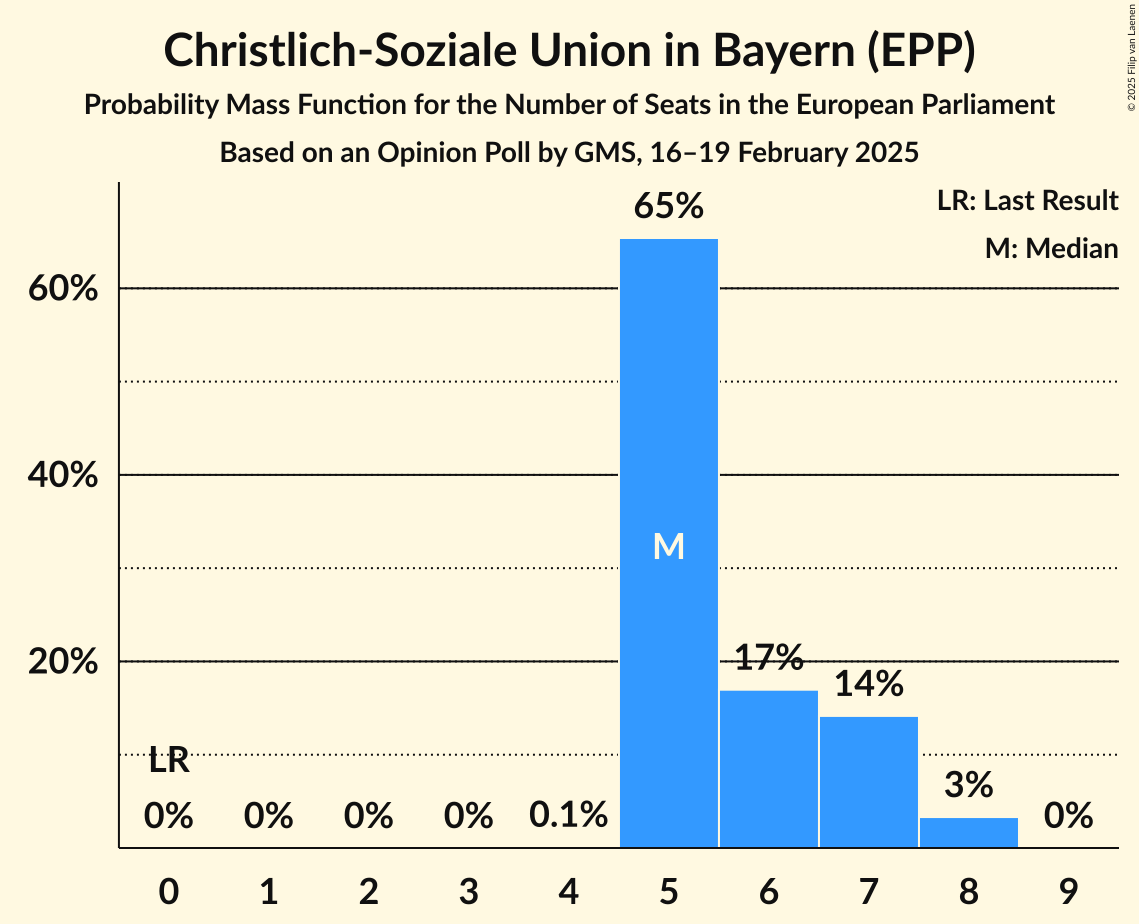 Christlich-Soziale Union in Bayern (EPP)
Probability Mass Function for the Number of Seats in the European Parliament
Based on an Opinion Poll by GMS, 16–19 February 2025
© 2025 Filip van Laenen
LR: Last Result
M: Median
60%
40%
20%
LR
0%
0%
0%
0%
0.1%
65%
M
17%
14%
3%
0%
0 1 2 3 4 5 6 7 8 9